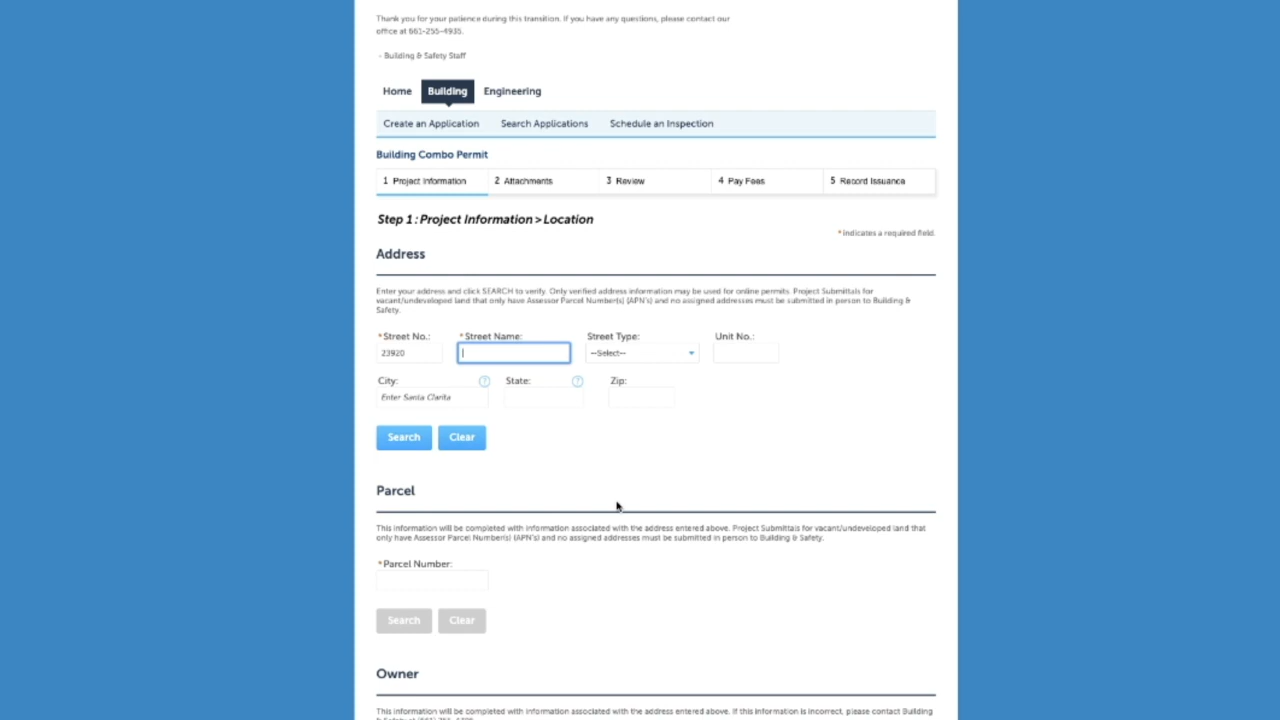 Thank you for your patience during this transition. If you have any questions, please contact our
office at 661-255-4935.
- Building & Safety Staff
Home Building Engineering
Create an Application Search Applications Schedule an Inspection
Building Combo Permit
1 Project Information 2 Attachments 3 Review 4 Pay Fees 5 Record Issuance
Step 1: Project Information > Location
* indicates a required field.
Address
Enter your address and click SEARCH to verify. Only verified address information may be used for online permits. Project Submittals for
vacant/undeveloped land that only have Assessor Parcel Number(s) (APN's) and no assigned addresses must be submitted in person to Building &
Safety.
* Street No.: * Street Name: Street Type: Unit No.:
23920 --Select--
City: ? State: ? Zip:
Enter Santa Clarita
Search Clear
Parcel
This information will be completed with information associated with the address entered above. Project Submittals for vacant/undeveloped land that
only have Assessor Parcel Number(s) (APN's) and no assigned addresses must be submitted in person to Building & Safety.
* Parcel Number:
Search Clear
Owner
This information will be completed with information associated with the address entered above. If this information is incorrect, please contact Building